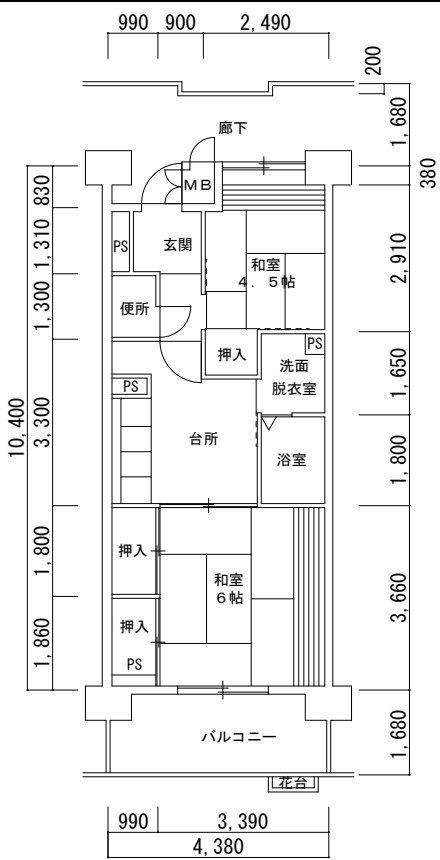 990 900 2,490
200
1,680
廊下
380
MB
830
PS
玄関
和室
4．5帖
2,910
1,310
便所
1,300
押入
PS
洗面
脱衣室
1,650
PS
台所
10,400
3,300
浴室
1,800
押入
和室
6帖
1,800
3,660
押入
PS
1,860
バルコニー
1,680
花台
990 3,390
4,380